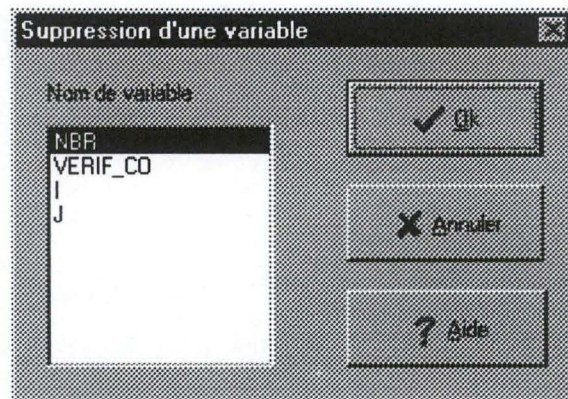 Suppression d'une variable
Nom de variable
NBR
VERIF_CO
I
J
Ok
Annuler
Aide